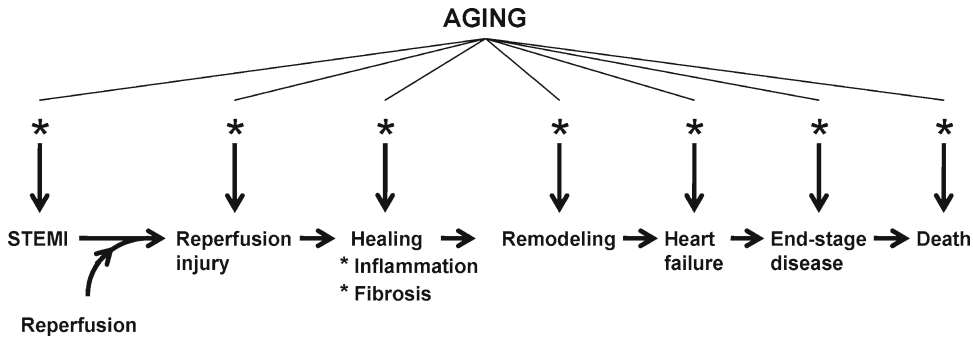 AGING
* * * * * * *
STEMI Reperfusion Healing Remodeling Heart End-stage Death
injury * Inflammation failure disease
* Fibrosis
Reperfusion